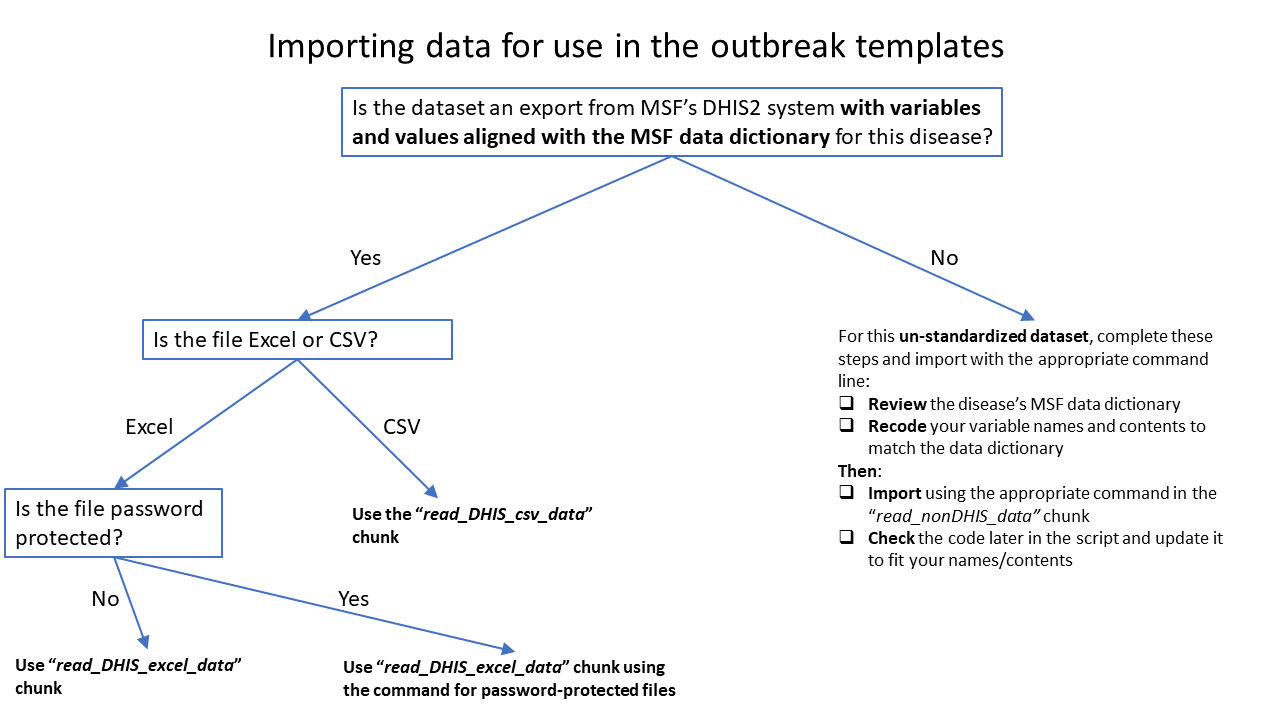 Importing data for use in the outbreak templates
Is the dataset an export from MSF's DHIS2 system with variables
and values aligned with the MSF data dictionary for this disease?
Yes
No
Is the file Excel or CSV?
For this un-standardized dataset, complete these
steps and import with the appropriate command
line:
❑ Review the disease's MSF data dictionary
❑ Recode your variable names and contents to
match the data dictionary
Then:
❑ Import using the appropriate command in the
"read_nonDHIS_data" chunk
❑ Check the code later in the script and update it
to fit your names/contents
Excel
CSV
Is the file password
protected?
Use the "read_DHIS_csv_data"
chunk
No
Yes
Use "read_DHIS_excel_data"
chunk
Use "read_DHIS_excel_data" chunk using
the command for password-protected files